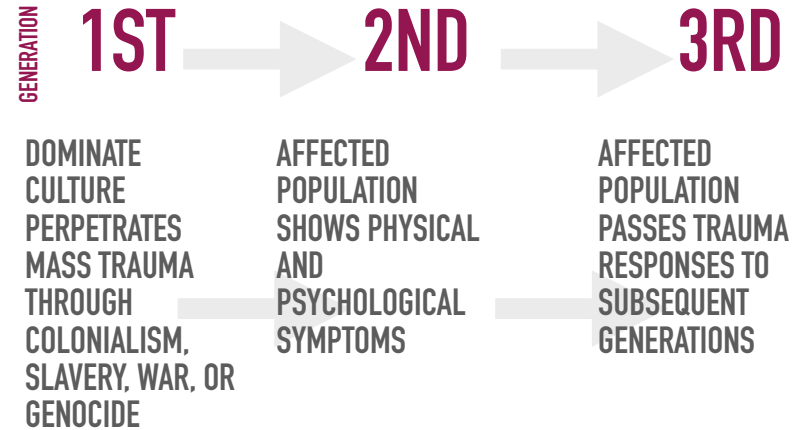 GENERATION
1ST
2ND
3RD
DOMINATE
CULTURE
PERPETRATES
MASS TRAUMA
THROUGH
COLONIALISM,
SLAVERY, WAR, OR
GENOCIDE
AFFECTED
POPULATION
SHOWS PHYSICAL
AND
PSYCHOLOGICAL
SYMPTOMS
AFFECTED
POPULATION
PASSES TRAUMA
RESPONSES TO
SUBSEQUENT
GENERATIONS